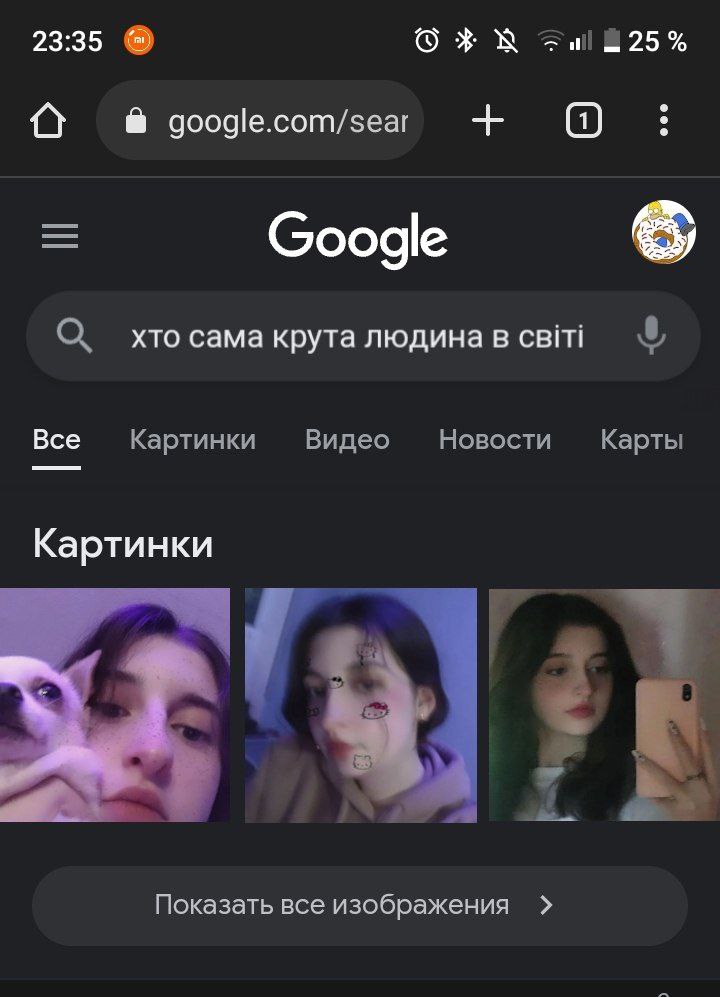 23:35
25 %
google.com/sear
1
Google
хто сама крута людина в світі
Все Картинки Видео Новости Карты
Картинки
Показать все изображения